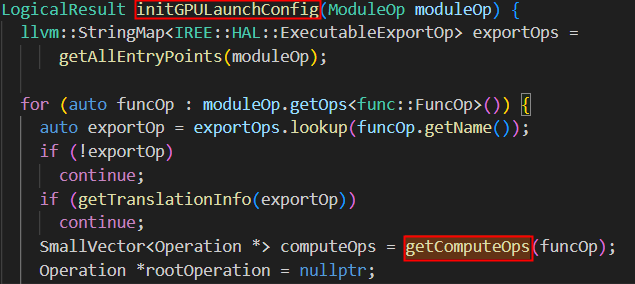 LogicalResult initGPULaunchConfig(ModuleOp moduleOp) {
  llvm::StringMap<IREE::HAL::ExecutableExportOp> exportOps =
      getAllEntryPoints(moduleOp);

  for (auto funcOp : moduleOp.getOps<func::FuncOp>()) {
    auto exportOp = exportOps.lookup(funcOp.getName());
    if (!exportOp)
      continue;
    if (getTranslationInfo(exportOp))
      continue;
    SmallVector<Operation *> computeOps = getComputeOps(funcOp);
    Operation *rootOperation = nullptr;